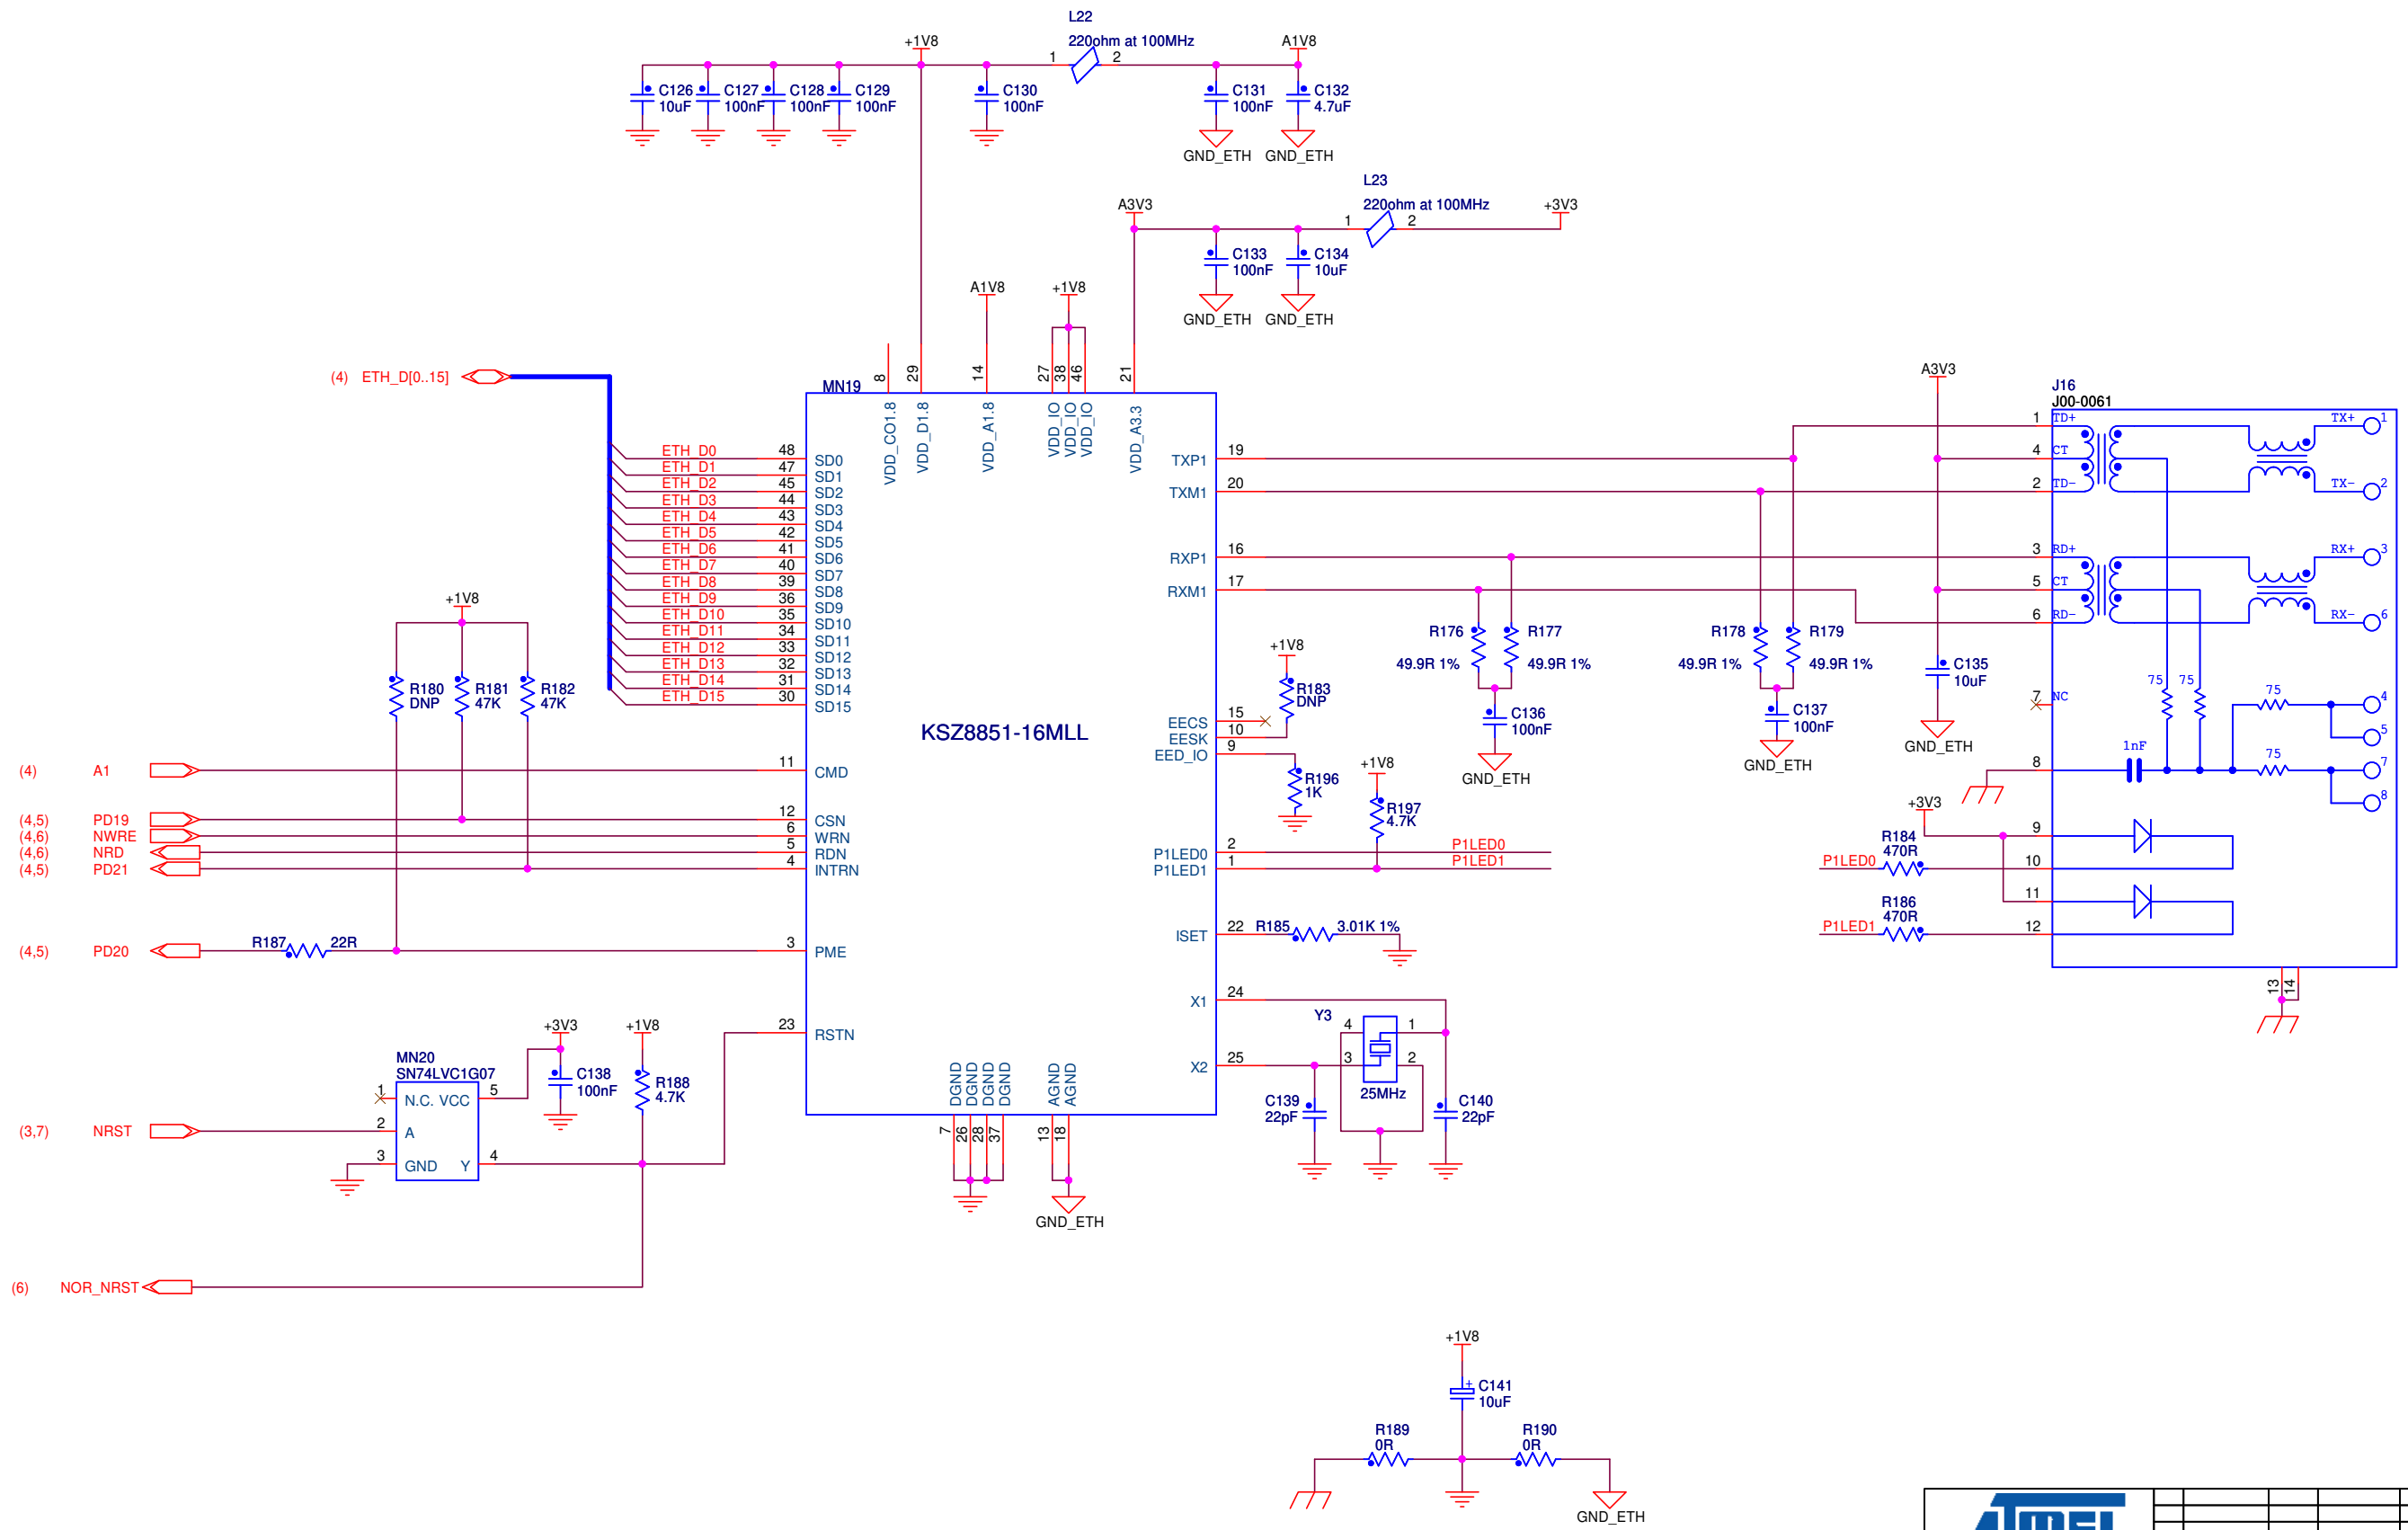 L22
220ohm at 100MHz
+1V8
1
2
A1V8
C126
10uF
C127
100nF
C128
100nF
C129
100nF
C130
100nF
C131
100nF
C132
4.7uF
GND_ETH
GND_ETH
L23
220ohm at 100MHz
A3V3
1
2
+3V3
C133
100nF
C134
10uF
GND_ETH
GND_ETH
A1V8
+1V8
(4) ETH_D[0..15]
8
29
14
27
38
46
21
MN19
VDD_CO1.8
VDD_D1.8
VDD_A1.8
VDD_IO
VDD_IO
VDD_IO
VDD_A3.3
ETH_D0 48 SD0
ETH_D1 47 SD1
ETH_D2 45 SD2
ETH_D3 44 SD3
ETH_D4 43 SD4
ETH_D5 42 SD5
ETH_D6 41 SD6
ETH_D7 40 SD7
ETH_D8 39 SD8
ETH_D9 36 SD9
ETH_D10 35 SD10
ETH_D11 34 SD11
ETH_D12 33 SD12
ETH_D13 32 SD13
ETH_D14 31 SD14
ETH_D15 30 SD15
KSZ8851-16MLL
+1V8
R180
DNP
R181
47K
R182
47K
(4) A1 11 CMD
(4,5) PD19 12 CSN
(4,6) NWRE 6 WRN
(4,6) NRD 5 RDN
(4,5) PD21 4 INTRN
(4,5) PD20 R187 22R 3 PME
23 RSTN
TXP1 19
TXM1 20
RXP1 16
RXM1 17
EECS 15
EESK 10
EED_IO 9
+1V8
R183
DNP
R196
1K
+1V8
R197
4.7K
P1LED0 2 P1LED0
P1LED1 1 P1LED1
ISET 22 R185 3.01K 1%
X1 24
X2 25
Y3
4
1
3
2
25MHz
C139
22pF
C140
22pF
R176
49.9R 1%
R177
49.9R 1%
C136
100nF
GND_ETH
R178
49.9R 1%
R179
49.9R 1%
C137
100nF
GND_ETH
A3V3
C135
10uF
GND_ETH
J16
J00-0061
1 TD+
4 CT
2 TD-
3 RD+
5 CT
6 RD-
7 NC
8
9
10
11
12
13
14
TX+ 1
TX- 2
RX+ 3
RX- 6
75
75
75
4
5
1nF
75
7
8
+3V3
R184
470R
P1LED0
R186
470R
P1LED1
DGND
DGND
DGND
DGND
AGND
AGND
7
26
28
37
13
18
GND_ETH
+3V3
+1V8
MN20
SN74LVC1G07
1 N.C. VCC 5
2 A
3 GND Y 4
C138
100nF
R188
4.7K
(3,7) NRST
(6) NOR_NRST
+1V8
+
C141
10uF
R189
0R
R190
0R
GND_ETH
ATMEL